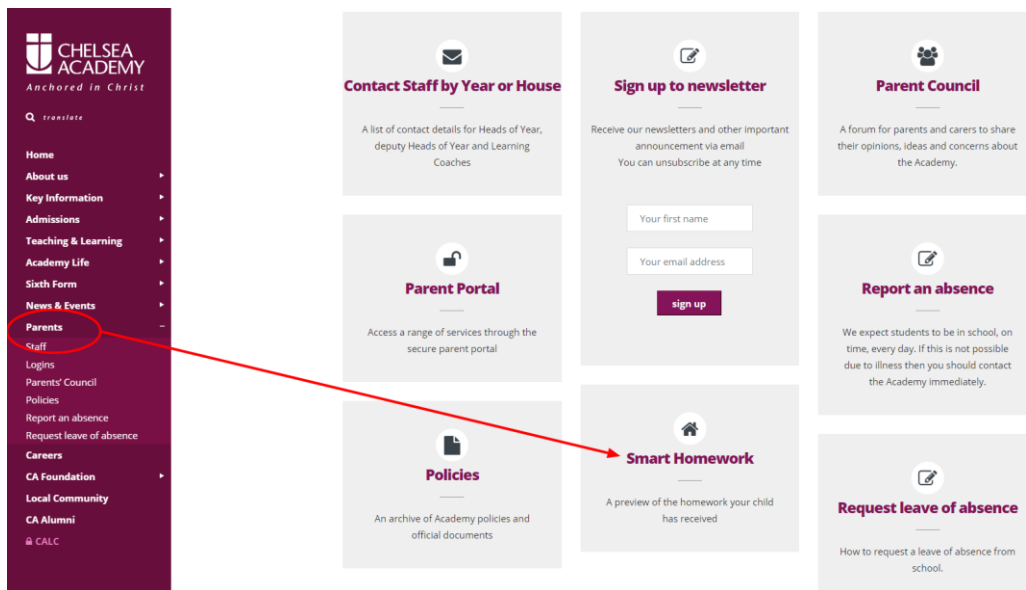 CHELSEA
ACADEMY
Anchored in Christ
translate
Home
About us
Key Information
Admissions
Teaching & Learning
Academy Life
Sixth Form
News & Events
Parents
Staff
Logins
Parents' Council
Policies
Report an absence
Request leave of absence
Careers
CA Foundation
Local Community
CA Alumni
CALC
Contact Staff by Year or House
A list of contact details for Heads of Year,
deputy Heads of Year and Learning
Coaches
Parent Portal
Access a range of services through the
secure parent portal
Policies
An archive of Academy policies and
official documents
Sign up to newsletter
Receive our newsletters and other important
announcement via email
You can unsubscribe at any time
Your first name
Your email address
sign up
Smart Homework
A preview of the homework your child
has received
Parent Council
A forum for parents and carers to share
their opinions, ideas and concerns about
the Academy.
Report an absence
We expect students to be in school, on
time, every day. If this is not possible
due to illness then you should contact
the Academy immediately.
Request leave of absence
How to request a leave of absence from
school.